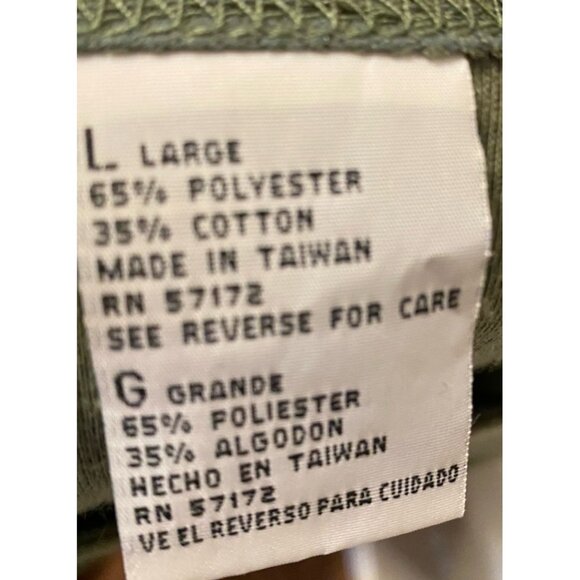 L LARGE
65% POLYESTER
35% COTTON
MADE IN TAIWAN
RN 57172
SEE REVERSE FOR CARE
G GRANDE
65% POLIESTER
35% ALGODON
HECHO EN TAIWAN
RN 57172
VE EL REVERSO PARA CUIDADO